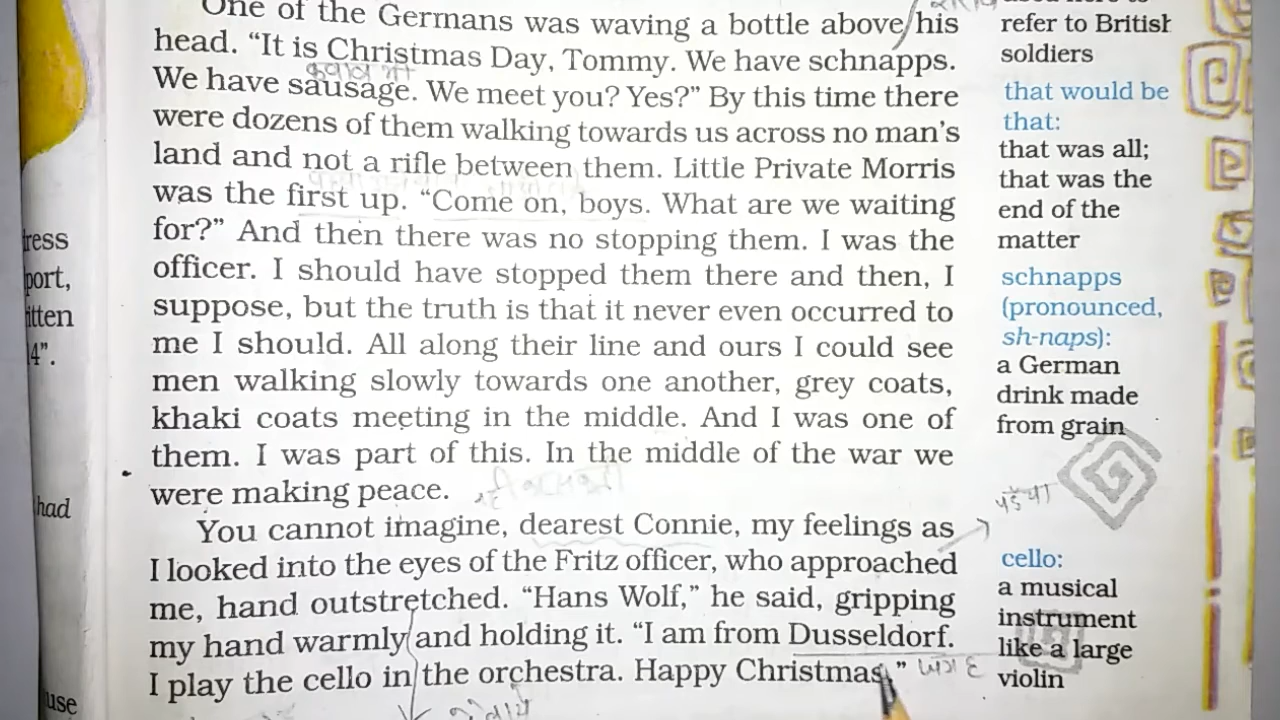 One of the Germans was waving a bottle above his
head. “It is Christmas Day, Tommy. We have schnapps.
We have sausage. We meet you? Yes?” By this time there
were dozens of them walking towards us across no man’s
land and not a rifle between them. Little Private Morris
was the first up. “Come on, boys. What are we waiting
for?” And then there was no stopping them. I was the
officer. I should have stopped them there and then, I
suppose, but the truth is that it never even occurred to
me I should. All along their line and ours I could see
men walking slowly towards one another, grey coats,
khaki coats meeting in the middle. And I was one of
them. I was part of this. In the middle of the war we
were making peace.
You cannot imagine, dearest Connie, my feelings as
I looked into the eyes of the Fritz officer, who approached
me, hand outstretched. “Hans Wolf,” he said, gripping
my hand warmly and holding it. “I am from Dusseldorf.
I play the cello in the orchestra. Happy Christmas.”
refer to British
soldiers
that would be
that:
that was all;
that was the
end of the
matter
schnapps
(pronounced,
sh-naps):
a German
drink made
from grain
cello:
a musical
instrument
like a large
violin
ress
port,
itten
4”.
had
use